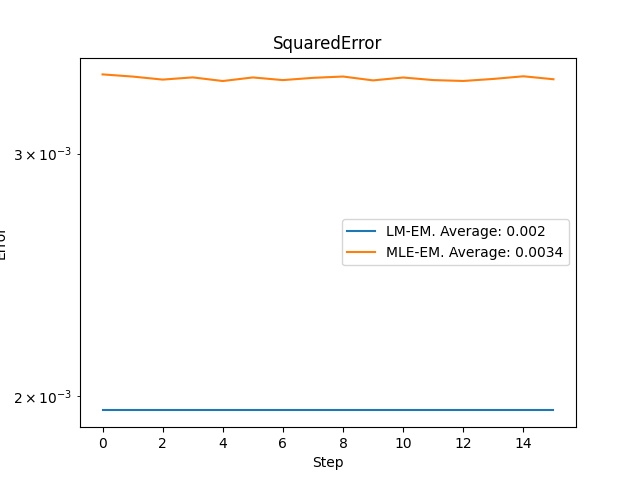 SquaredError
3 × 10⁻³
LM-EM. Average: 0.002
MLE-EM. Average: 0.0034
2 × 10⁻³
0 2 4 6 8 10 12 14
Step